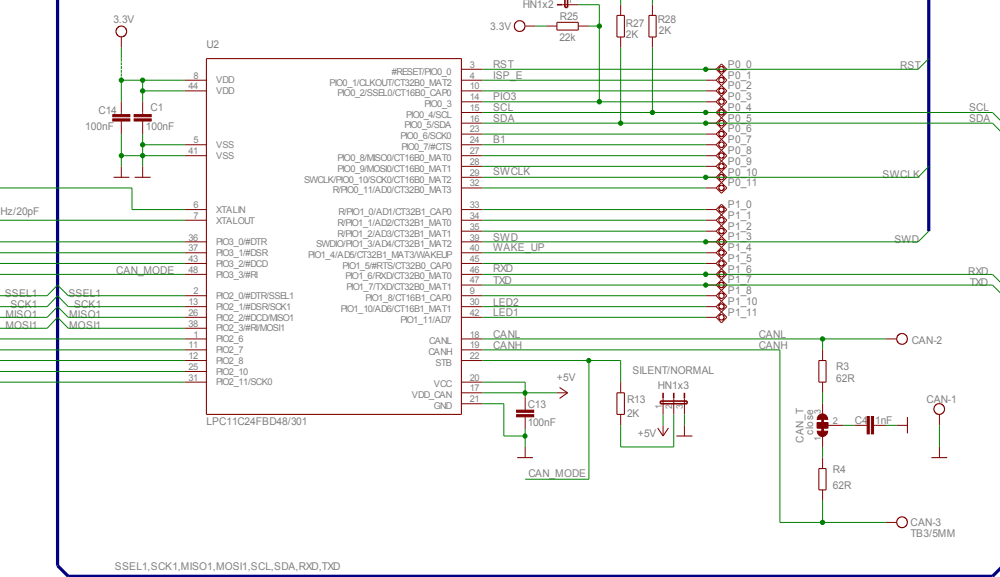 HN1x2
3.3V
3.3V
R25
22k
R27
2K
R28
2K
U2
C14
100nF
C1
100nF
8 VDD
44 VDD
5 VSS
41 VSS
Hz/20pF
6 XTALIN
7 XTALOUT
36 PIO3_0/#DTR
37 PIO3_1/#DSR
43 PIO3_2/#DCD
CAN_MODE 48 PIO3_3/#RI
SSEL1 SSEL1 2 PIO2_0/#DTR/SSEL1
SCK1 SCK1 13 PIO2_1/#DSR/SCK1
MISO1 MISO1 26 PIO2_2/#DCD/MISO1
MOSI1 MOSI1 38 PIO2_3/#RI/MOSI1
1 PIO2_6
11 PIO2_7
12 PIO2_8
25 PIO2_10
31 PIO2_11/SCK0
#RESET/PIO0_0 3 RST P0_0 RST
PIO0_1/CLKOUT/CT32B0_MAT2 4 ISP_E P0_1
PIO0_2/SSEL0/CT16B0_CAP0 10 P0_2
PIO0_3 14 PIO3 P0_3
PIO0_4/SCL 15 SCL P0_4 SCL
PIO0_5/SDA 16 SDA P0_5 SDA
PIO0_6/SCK0 23 P0_6
PIO0_7/#CTS 24 B1 P0_7
PIO0_8/MISO0/CT16B0_MAT0 27 P0_8
PIO0_9/MOSI0/CT16B0_MAT1 28 P0_9
SWCLK/PIO0_10/SCK0/CT16B0_MAT2 29 SWCLK P0_10 SWCLK
R/PIO0_11/AD0/CT32B0_MAT3 32 P0_11
R/PIO1_0/AD1/CT32B1_CAP0 33 P1_0
R/PIO1_1/AD2/CT32B1_MAT0 34 P1_1
R/PIO1_2/AD3/CT32B1_MAT1 35 P1_2
SWDIO/PIO1_3/AD4/CT32B1_MAT2 39 SWD P1_3 SWD
PIO1_4/AD5/CT32B1_MAT3/WAKEUP 40 WAKE_UP P1_4
PIO1_5/#RTS/CT32B0_CAP0 45 P1_5
PIO1_6/RXD/CT32B0_MAT0 46 RXD P1_6 RXD
PIO1_7/TXD/CT32B0_MAT1 47 TXD P1_7 TXD
PIO1_8/CT16B1_CAP0 9 P1_8
PIO1_10/AD6/CT16B1_MAT1 30 LED2 P1_10
PIO1_11/AD7 42 LED1 P1_11
CANL 18 CANL CANL CAN-2
CANH 19 CANH CANH
STB 22
VCC 20
VDD_CAN 17
GND 21
LPC11C24FBD48/301
+5V
C13
100nF
CAN_MODE
R13
2K
SILENT/NORMAL
HN1x3
1 2 3
+5V
R3
62R
CAN_T
close
3
2
1
C4 1nF
R4
62R
CAN-1
CAN-3
TB3/5MM
SSEL1,SCK1,MISO1,MOSI1,SCL,SDA,RXD,TXD